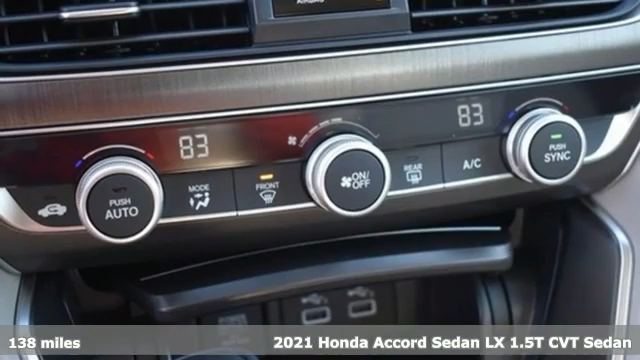 83
83
PUSH
AUTO
MODE
FRONT
ON/
OFF
REAR
A/C
PUSH
SYNC
138 miles
2021 Honda Accord Sedan LX 1.5T CVT Sedan